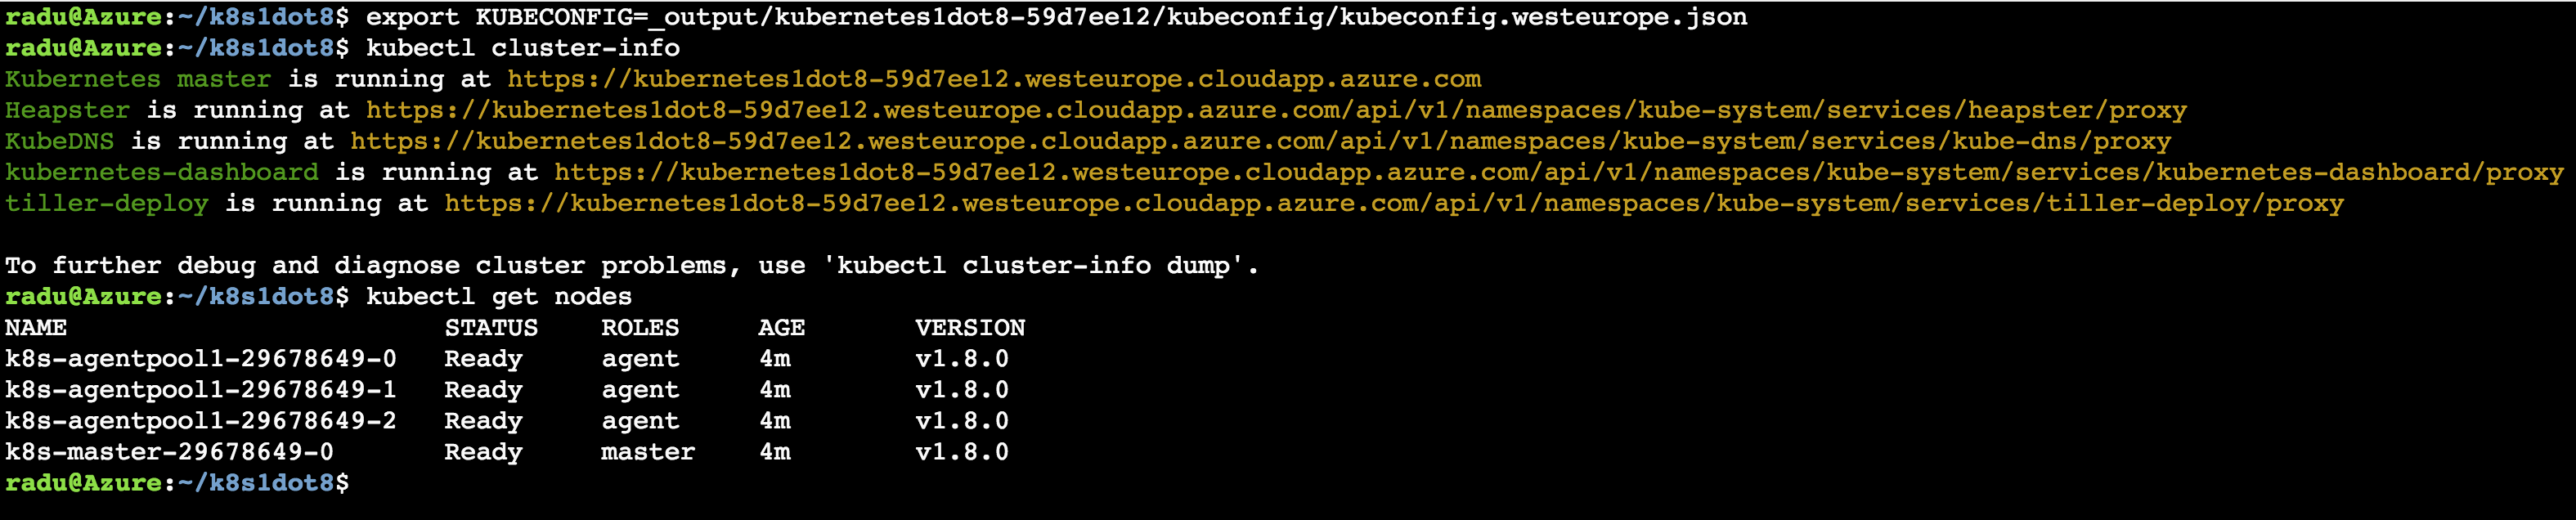 radu@Azure:~/k8s1dot8$ export KUBECONFIG=_output/kubernetes1dot8-59d7ee12/kubeconfig/kubeconfig.westeurope.json
radu@Azure:~/k8s1dot8$ kubectl cluster-info
Kubernetes master is running at https://kubernetes1dot8-59d7ee12.westeurope.cloudapp.azure.com
Heapster is running at https://kubernetes1dot8-59d7ee12.westeurope.cloudapp.azure.com/api/v1/namespaces/kube-system/services/heapster/proxy
KubeDNS is running at https://kubernetes1dot8-59d7ee12.westeurope.cloudapp.azure.com/api/v1/namespaces/kube-system/services/kube-dns/proxy
kubernetes-dashboard is running at https://kubernetes1dot8-59d7ee12.westeurope.cloudapp.azure.com/api/v1/namespaces/kube-system/services/kubernetes-dashboard/proxy
tiller-deploy is running at https://kubernetes1dot8-59d7ee12.westeurope.cloudapp.azure.com/api/v1/namespaces/kube-system/services/tiller-deploy/proxy

To further debug and diagnose cluster problems, use 'kubectl cluster-info dump'.
radu@Azure:~/k8s1dot8$ kubectl get nodes
NAME                        STATUS    ROLES     AGE       VERSION
k8s-agentpool1-29678649-0   Ready     agent     4m        v1.8.0
k8s-agentpool1-29678649-1   Ready     agent     4m        v1.8.0
k8s-agentpool1-29678649-2   Ready     agent     4m        v1.8.0
k8s-master-29678649-0       Ready     master    4m        v1.8.0
radu@Azure:~/k8s1dot8$